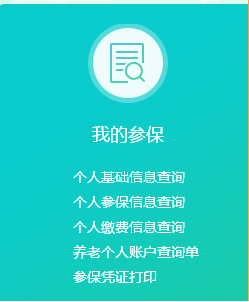 我的参保
个人基础信息查询
个人参保信息查询
个人缴费信息查询
养老个人账户查询单
参保凭证打印